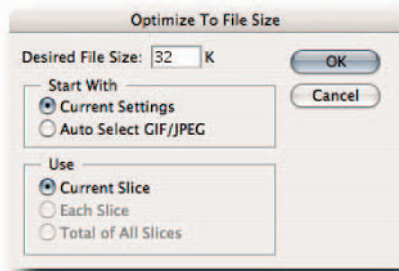 Optimize To File Size
Desired File Size: 32 K
OK
Cancel
Start With
Current Settings
Auto Select GIF/JPEG
Use
Current Slice
Each Slice
Total of All Slices